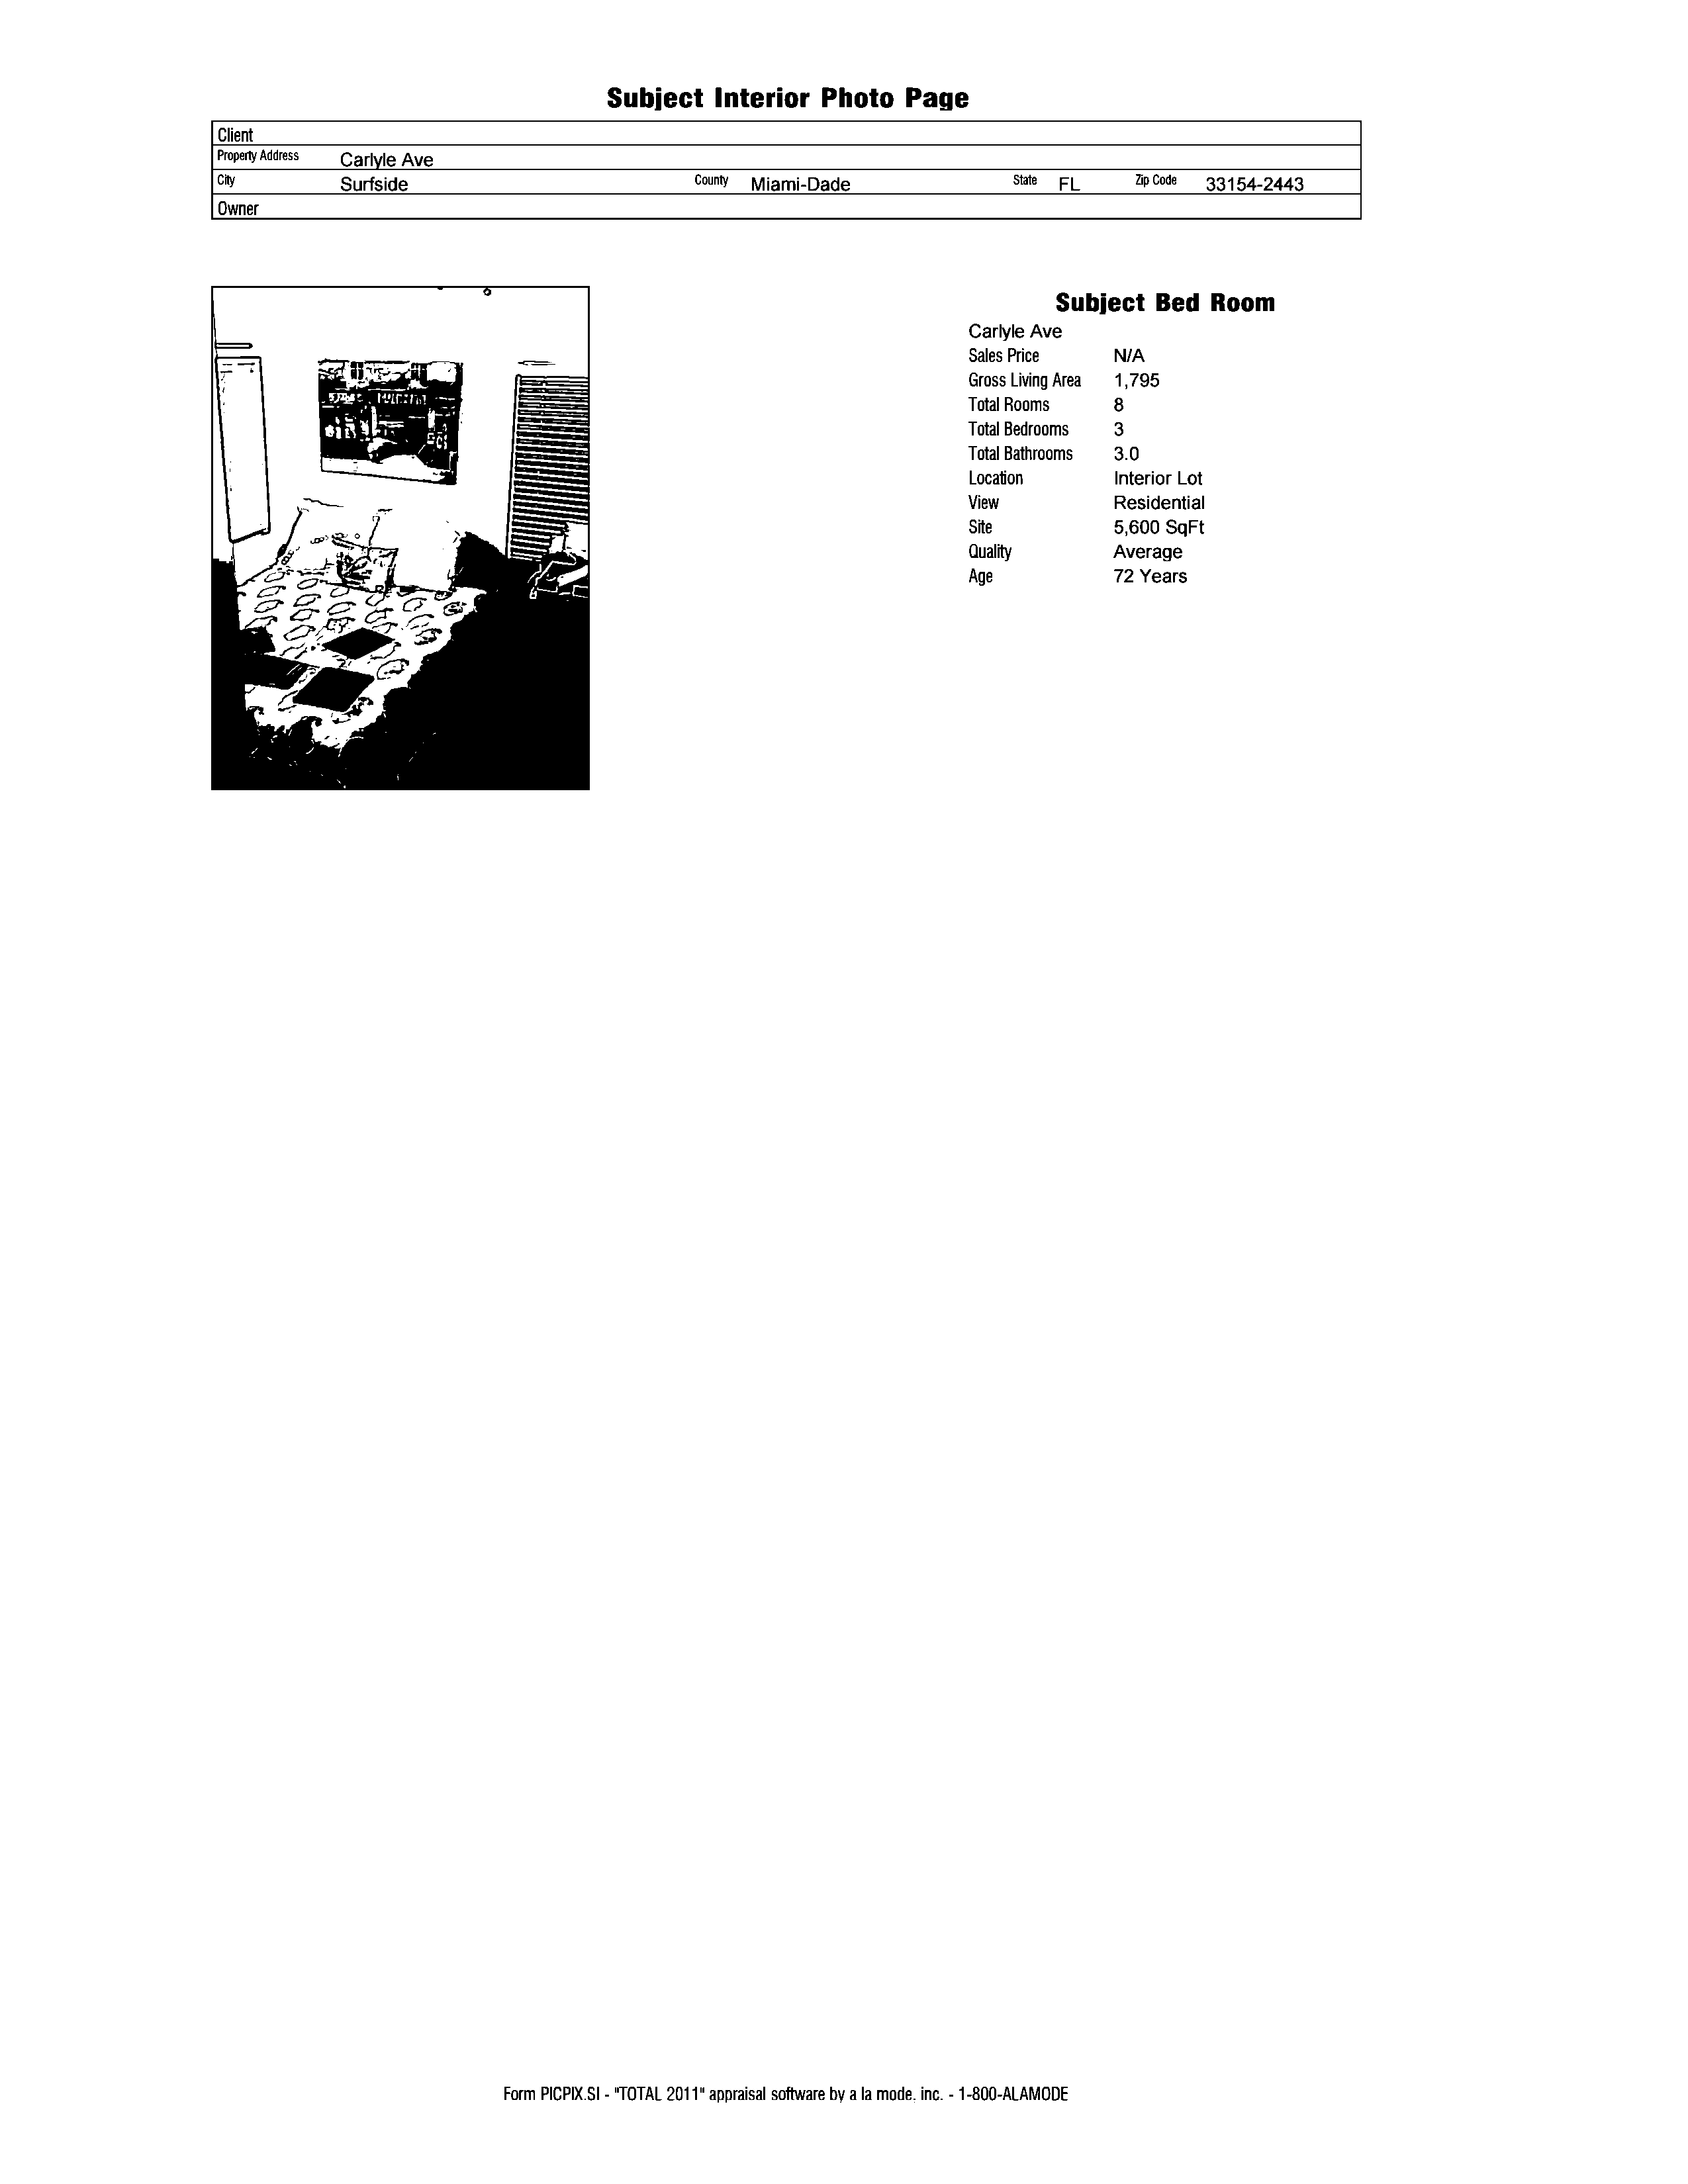 Subject Interior Photo Page
Client
Property Address Carlyle Ave
City Surfside County Miami-Dade State FL Zip Code 33154-2443
Owner
Subject Bed Room
Carlyle Ave
Sales Price N/A
Gross Living Area 1,795
Total Rooms 8
Total Bedrooms 3
Total Bathrooms 3.0
Location Interior Lot
View Residential
Site 5,600 SqFt
Quality Average
Age 72 Years
Form PICPIX.SI - "TOTAL 2011" appraisal software by a la mode, inc. - 1-800-ALAMODE